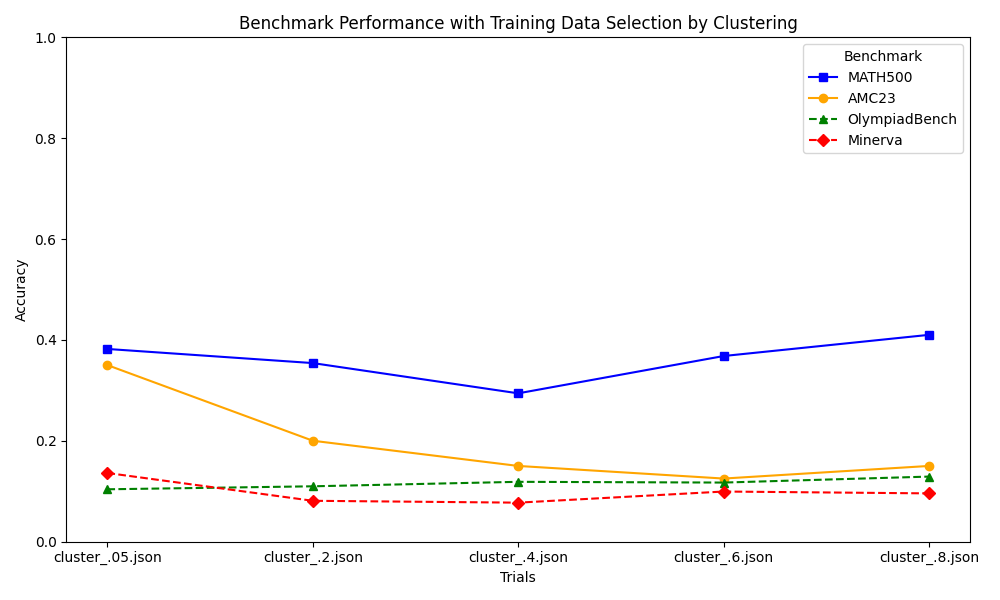 Benchmark Performance with Training Data Selection by Clustering
1.0
0.8
0.6
0.4
0.2
0.0
Accuracy
Benchmark
MATH500
AMC23
OlympiadBench
Minerva
cluster_.05.json
cluster_.2.json
cluster_.4.json
cluster_.6.json
cluster_.8.json
Trials